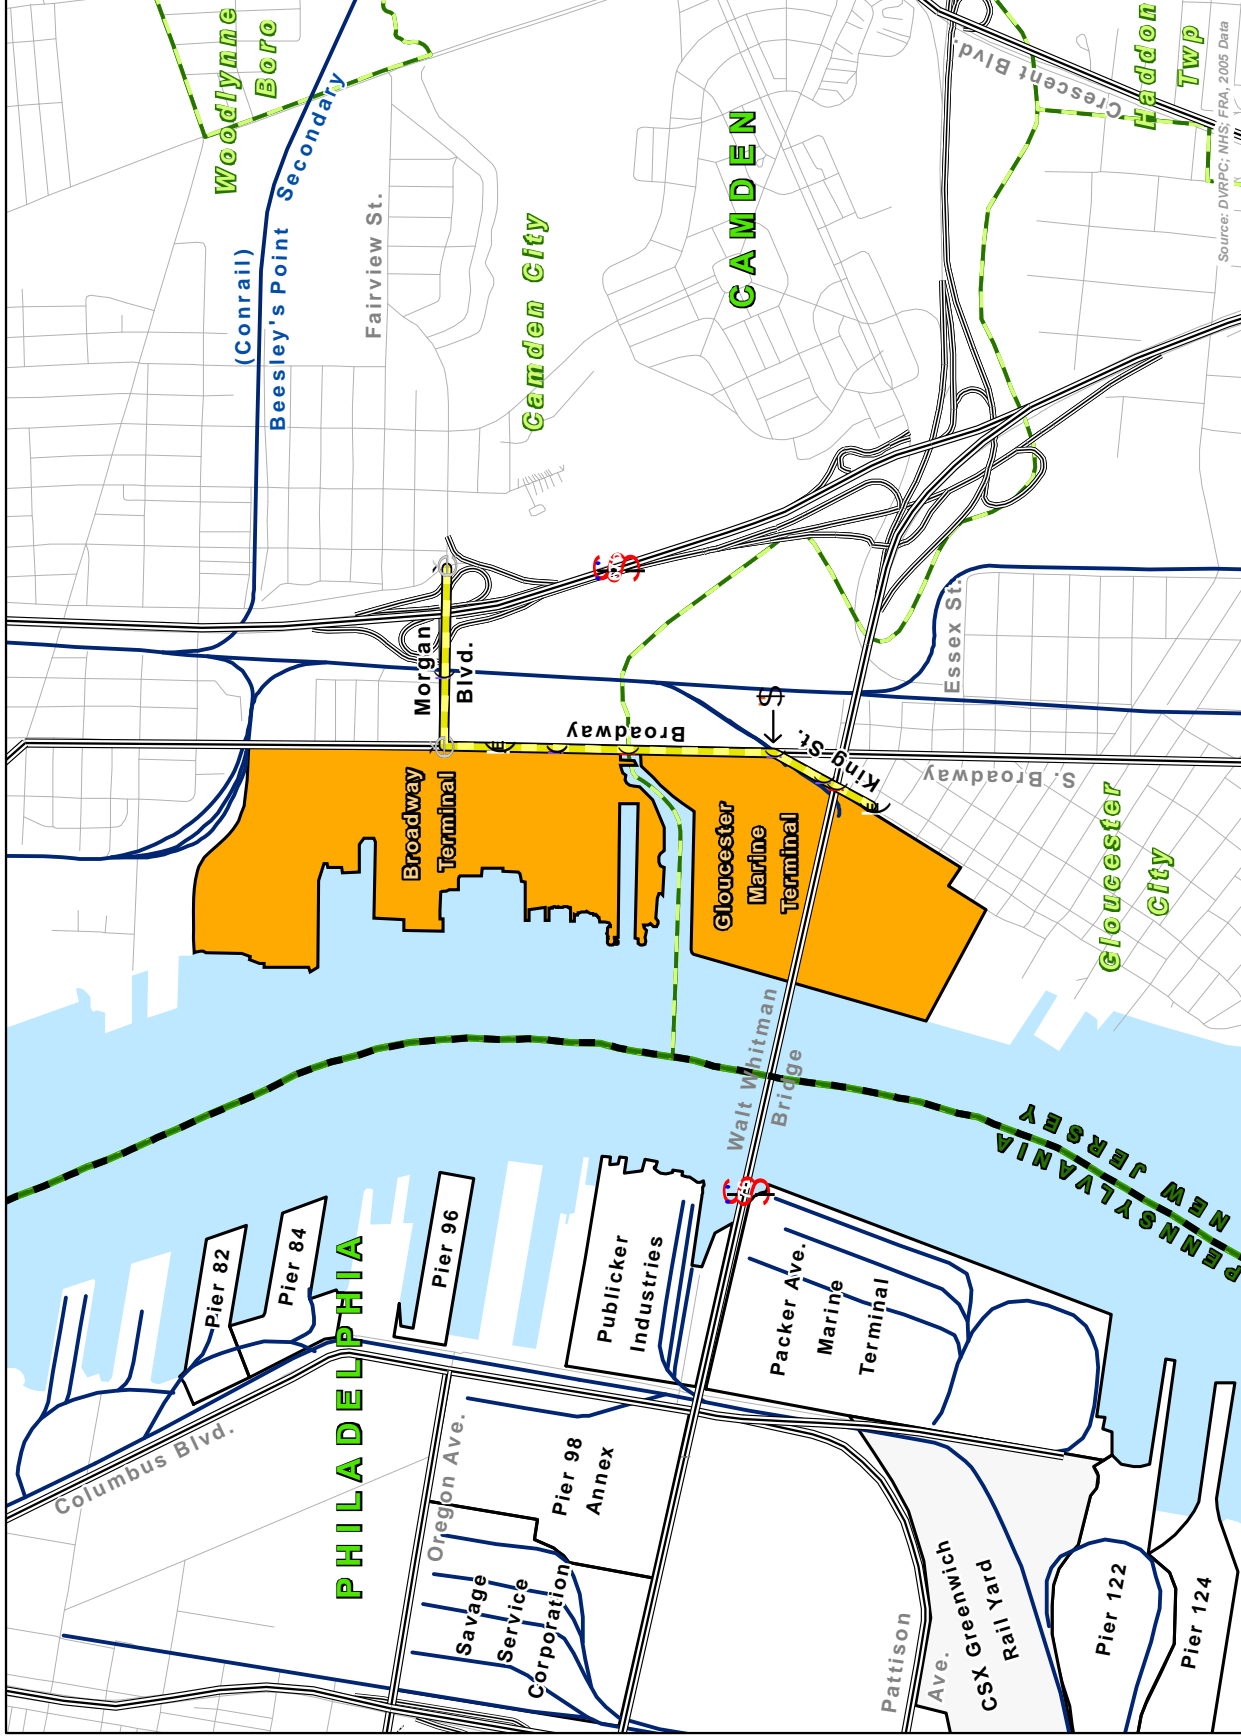 Woodlynne
Boro
Haddon
Twp
Crescent Blvd.
Source: DVRPC; NHS; FRA, 2005 Data
(Conrail)
Beesley's Point Secondary
Fairview St.
Camden City
CAMDEN
Morgan
Blvd.
Broadway
King St.
Essex St.
S. Broadway
Broadway
Terminal
Gloucester
Marine
Terminal
Gloucester
City
Walt Whitman
Bridge
PENNSYLVANIA
NEW JERSEY
Pier 82
Pier 84
Pier 96
PHILADELPHIA
Publicker
Industries
Packer Ave.
Marine
Terminal
Columbus Blvd.
Oregon Ave.
Pier 98
Annex
Savage
Service
Corporation
Pattison
Ave.
CSX Greenwich
Rail Yard
Pier 122
Pier 124